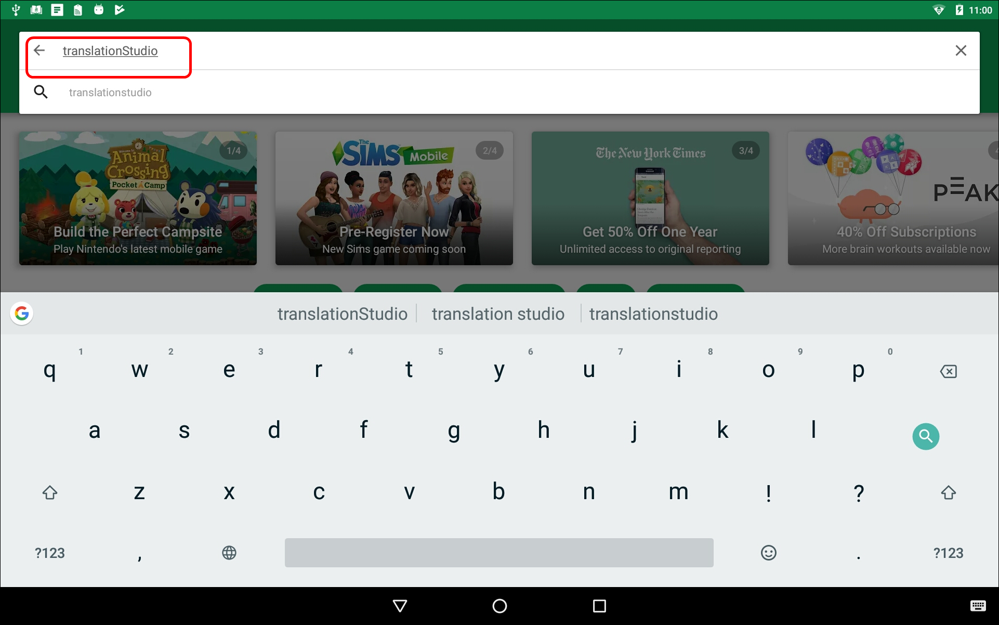 11:00
translationStudio
translationstudio
Welcome to
Animal
Crossing
Pocket Camp
1/4
Build the Perfect Campsite
Play Nintendo's latest mobile game
The
SiMS
Mobile
2/4
Pre-Register Now
New Sims game coming soon
The New York Times
3/4
Get 50% Off One Year
Unlimited access to original reporting
PEAK
40% Off Subscriptions
More brain workouts available now
translationStudio translation studio translationstudio
1 2 3 4 5 6 7 8 9 0
q w e r t y u i o p
a s d f g h j k l
z x c v b n m ! ?
?123 , . ?123